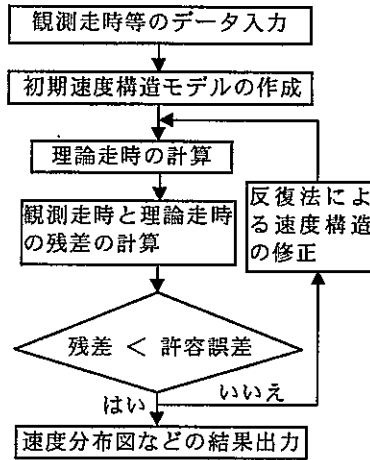 観測走時等のデータ入力
初期速度構造モデルの作成
理論走時の計算
観測走時と理論走時
の残差の計算
反復法によ
る速度構造
の修正
残差 < 許容誤差
はい
いいえ
速度分布図などの結果出力